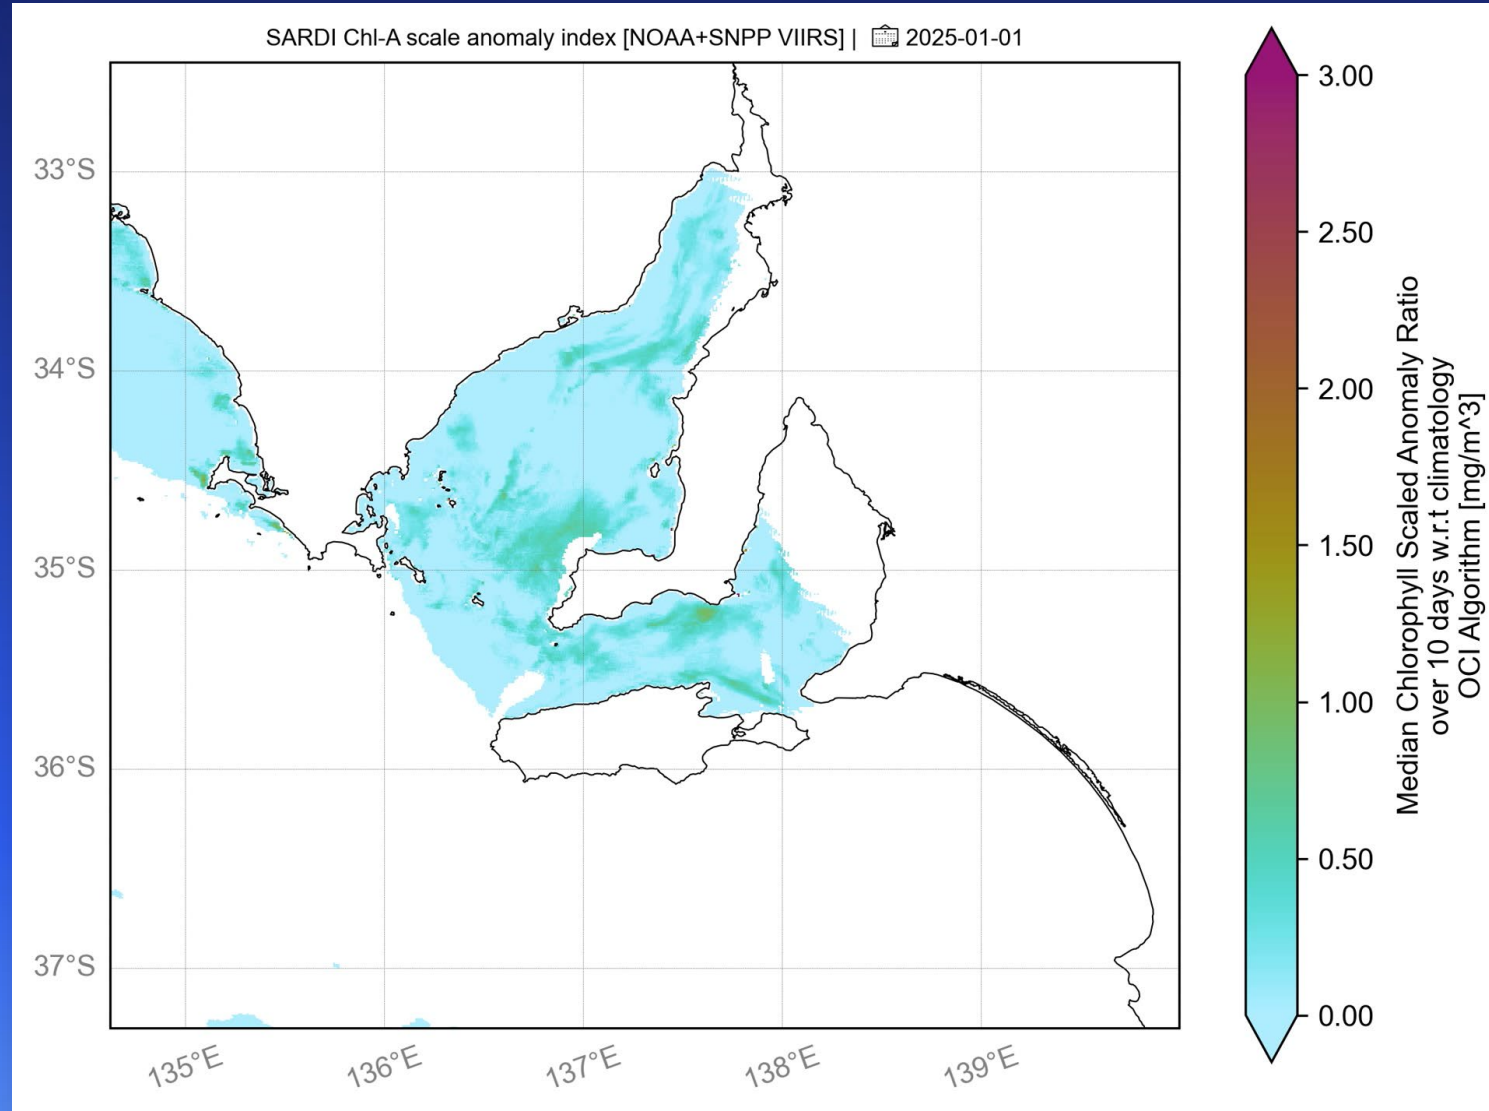 SARDI Chl-A scale anomaly index [NOAA+SNPP VIIRS] | 2025-01-01
33°S
34°S
35°S
36°S
37°S
135°E
136°E
137°E
138°E
139°E
3.00
2.50
2.00
1.50
1.00
0.50
0.00
Median Chlorophyll Scaled Anomaly Ratio
over 10 days w.r.t climatology
OCI Algorithm [mg/m^3]